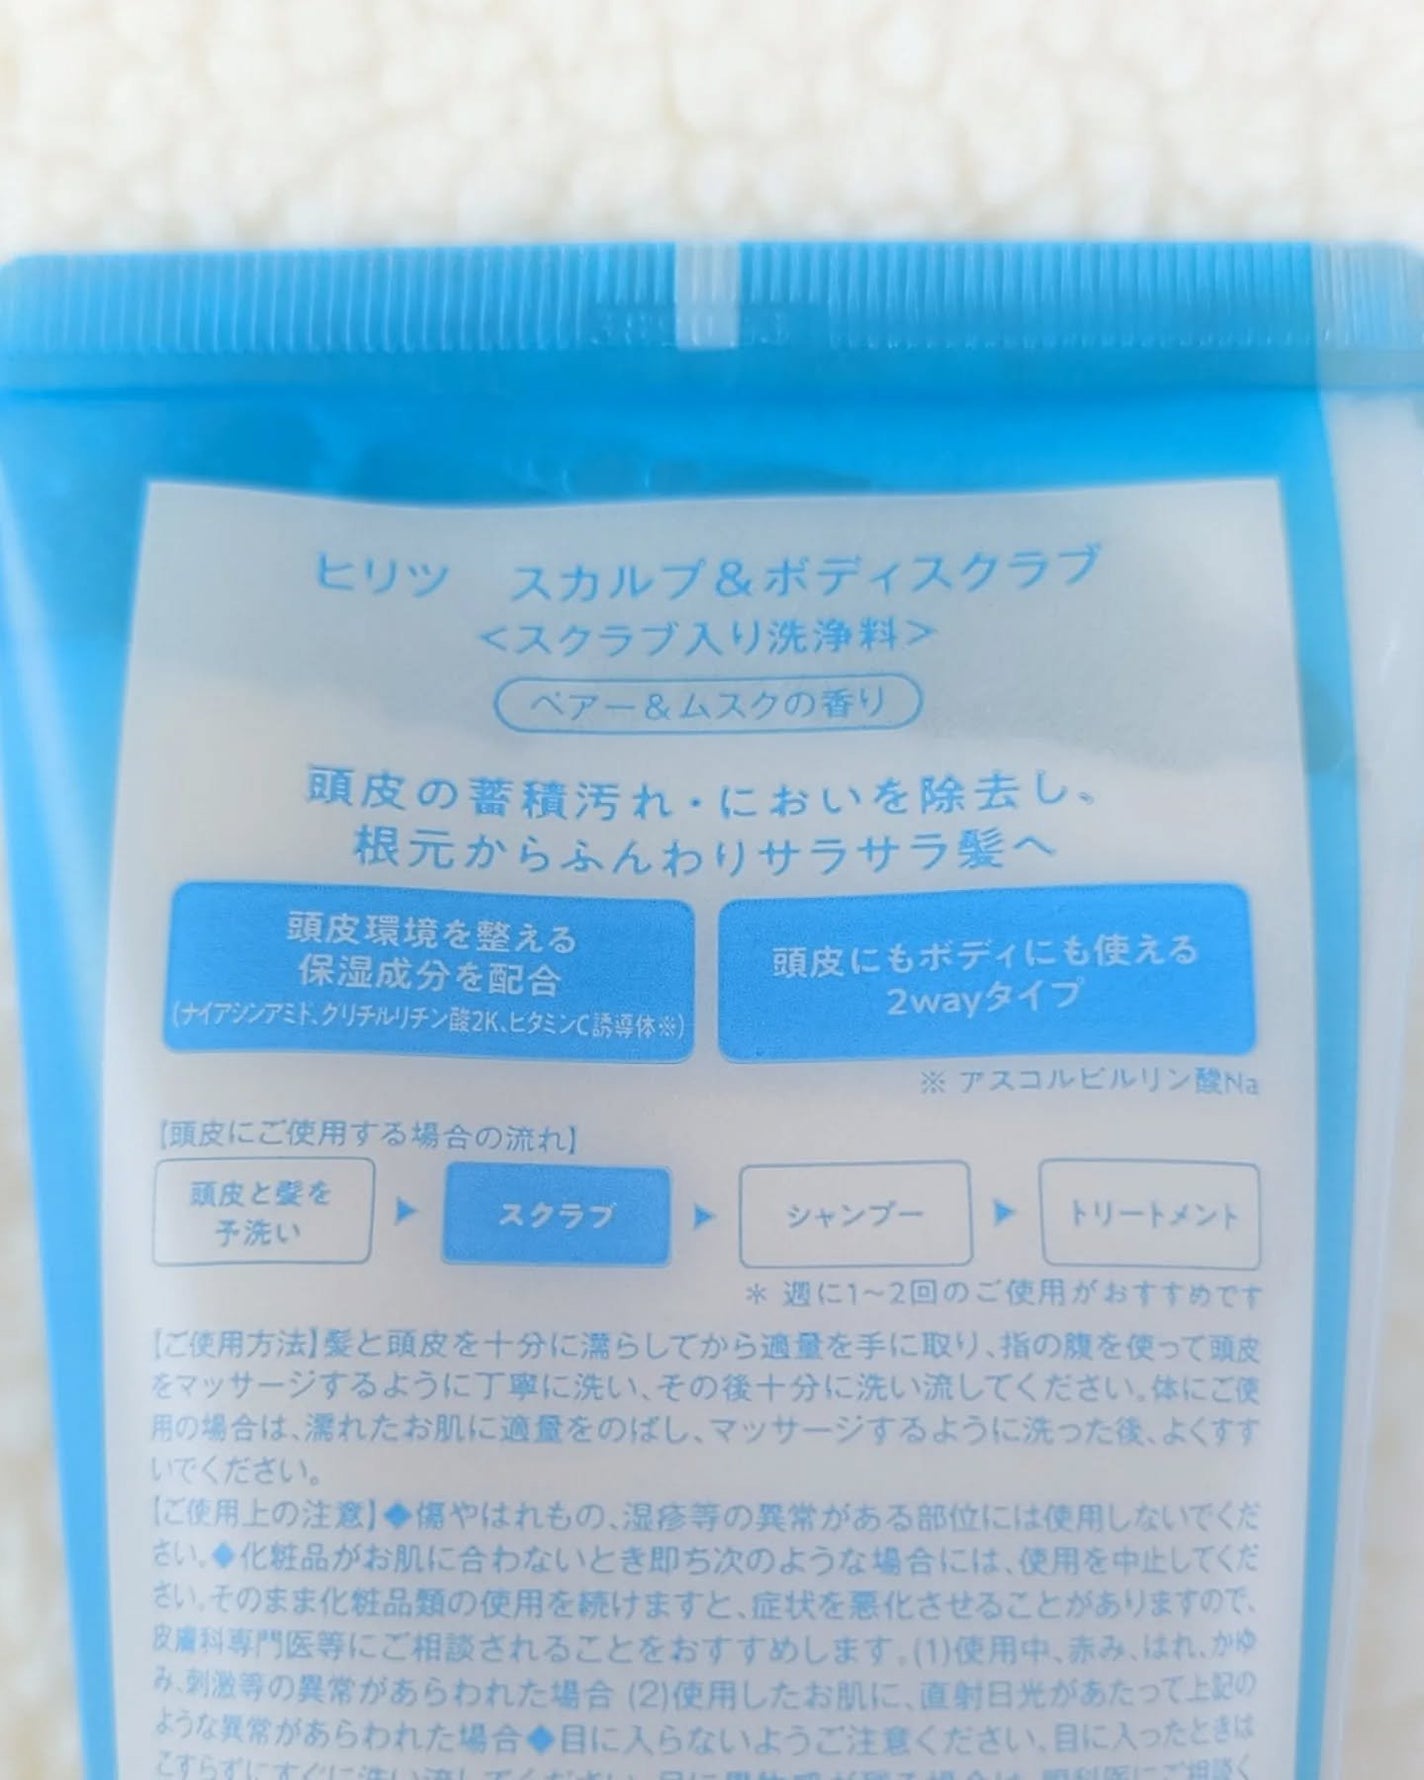 ヒリツ　スカルプ＆ボディスクラブ
＜スクラブ入り洗浄料＞
ペアー＆ムスクの香り
頭皮の蓄積汚れ・においを除去し、
根元からふんわりサラサラ髪へ
頭皮環境を整える
保湿成分を配合
(ナイアシンアミド、クリチルリチン酸2K、ビタミンC誘導体※)
頭皮にもボディにも使える
2wayタイプ
※ アスコルビルリン酸Na
【頭皮にご使用する場合の流れ】
頭皮と髪を
予洗い
スクラブ
シャンプー
トリートメント
＊ 週に1～2回のご使用がおすすめです
【ご使用方法】髪と頭皮を十分に濡らしてから適量を手に取り、指の腹を使って頭皮
をマッサージするように丁寧に洗い、その後十分に洗い流してください。体にご使
用の場合は、濡れたお肌に適量をのばし、マッサージするように洗った後、よくすす
いでください。
【ご使用上の注意】◆傷やはれもの、湿疹等の異常がある部位には使用しないでくだ
さい。◆化粧品がお肌に合わないとき即ち次のような場合には、使用を中止してくだ
さい。そのまま化粧品類の使用を続けますと、症状を悪化させることがありますので、
皮膚科専門医等にご相談されることをおすすめします。(1)使用中、赤み、はれ、かゆ
み、刺激等の異常があらわれた場合 (2)使用したお肌に、直射日光があたって上記の
ような異常があらわれた場合◆目に入らないようご注意ください。目に入ったときは
こすらずにすぐに洗い流してください。